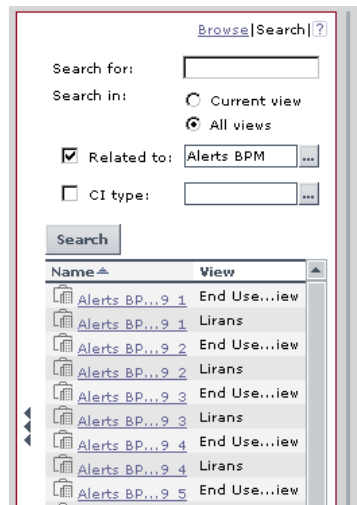 Browse|Search|?
Search for:
Search in: Current view
All views
Related to: Alerts BPM ...
CI type: ...
Search
Name View
Alerts BP...9 1 End Use...iew
Alerts BP...9 1 Lirans
Alerts BP...9 2 End Use...iew
Alerts BP...9 2 Lirans
Alerts BP...9 3 End Use...iew
Alerts BP...9 3 Lirans
Alerts BP...9 4 End Use...iew
Alerts BP...9 4 Lirans
Alerts BP...9 5 End Use...iew